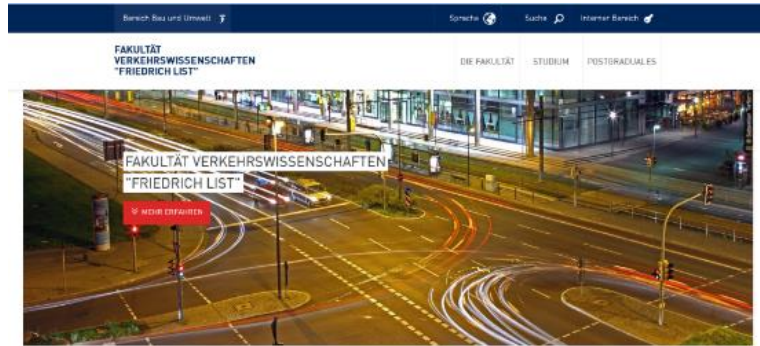 Bereich Bau und Umwelt
Sprache
Suche
Interner Bereich
FAKULTÄT
VERKEHRSWISSENSCHAFTEN
"FRIEDRICH LIST"
DIE FAKULTÄT
STUDIUM
POSTGRADUALES
FAKULTÄT VERKEHRSWISSENSCHAFTEN
"FRIEDRICH LIST"
MEHR ERFAHREN